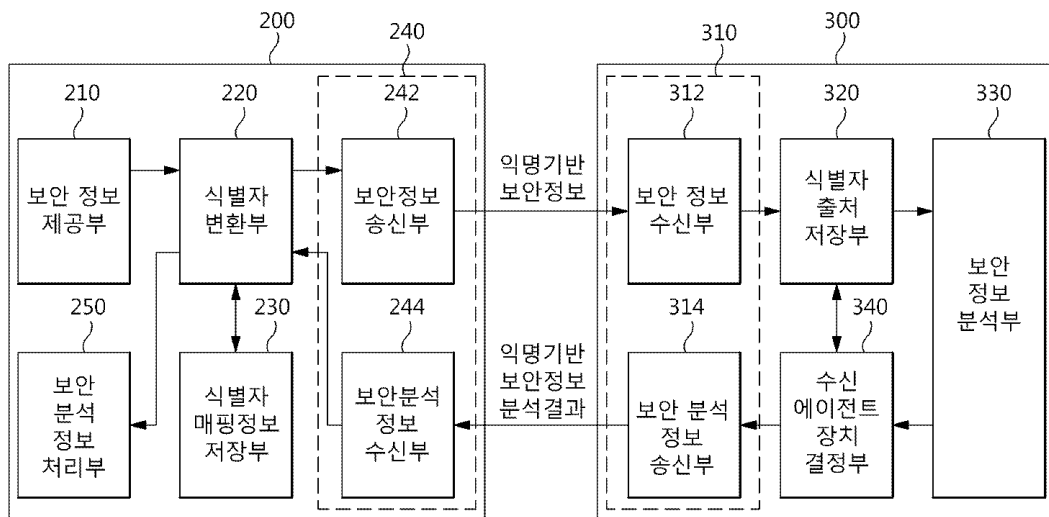 200
240
310
300
210
220
242
312
320
330
보안 정보
제공부
식별자
변환부
보안정보
송신부
익명기반
보안정보
보안 정보
수신부
식별자
출처
저장부
보안
정보
분석부
250
230
244
314
340
보안
분석
정보
처리부
식별자
매핑정보
저장부
보안분석
정보
수신부
익명기반
보안정보
분석결과
보안 분석
정보
송신부
수신
에이전트
장치
결정부